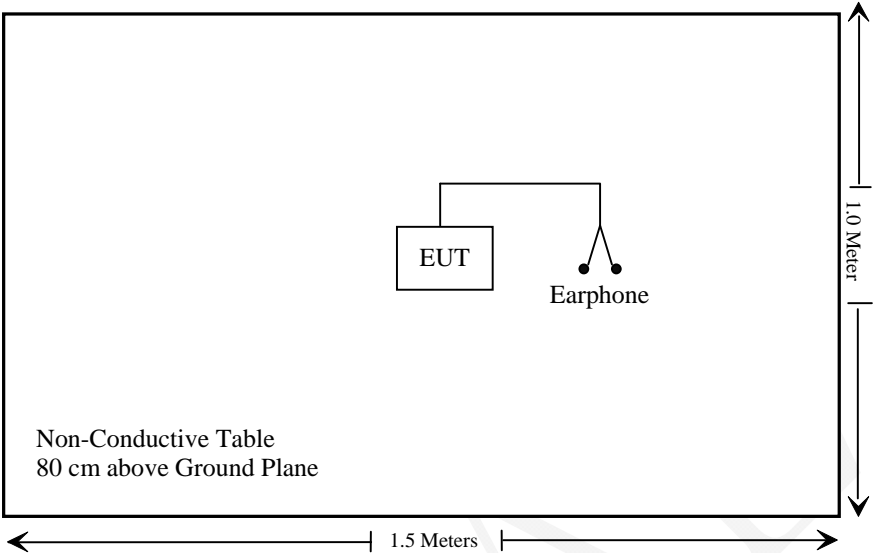 EUT
Earphone
1.0 Meter
Non-Conductive Table
80 cm above Ground Plane
1.5 Meters